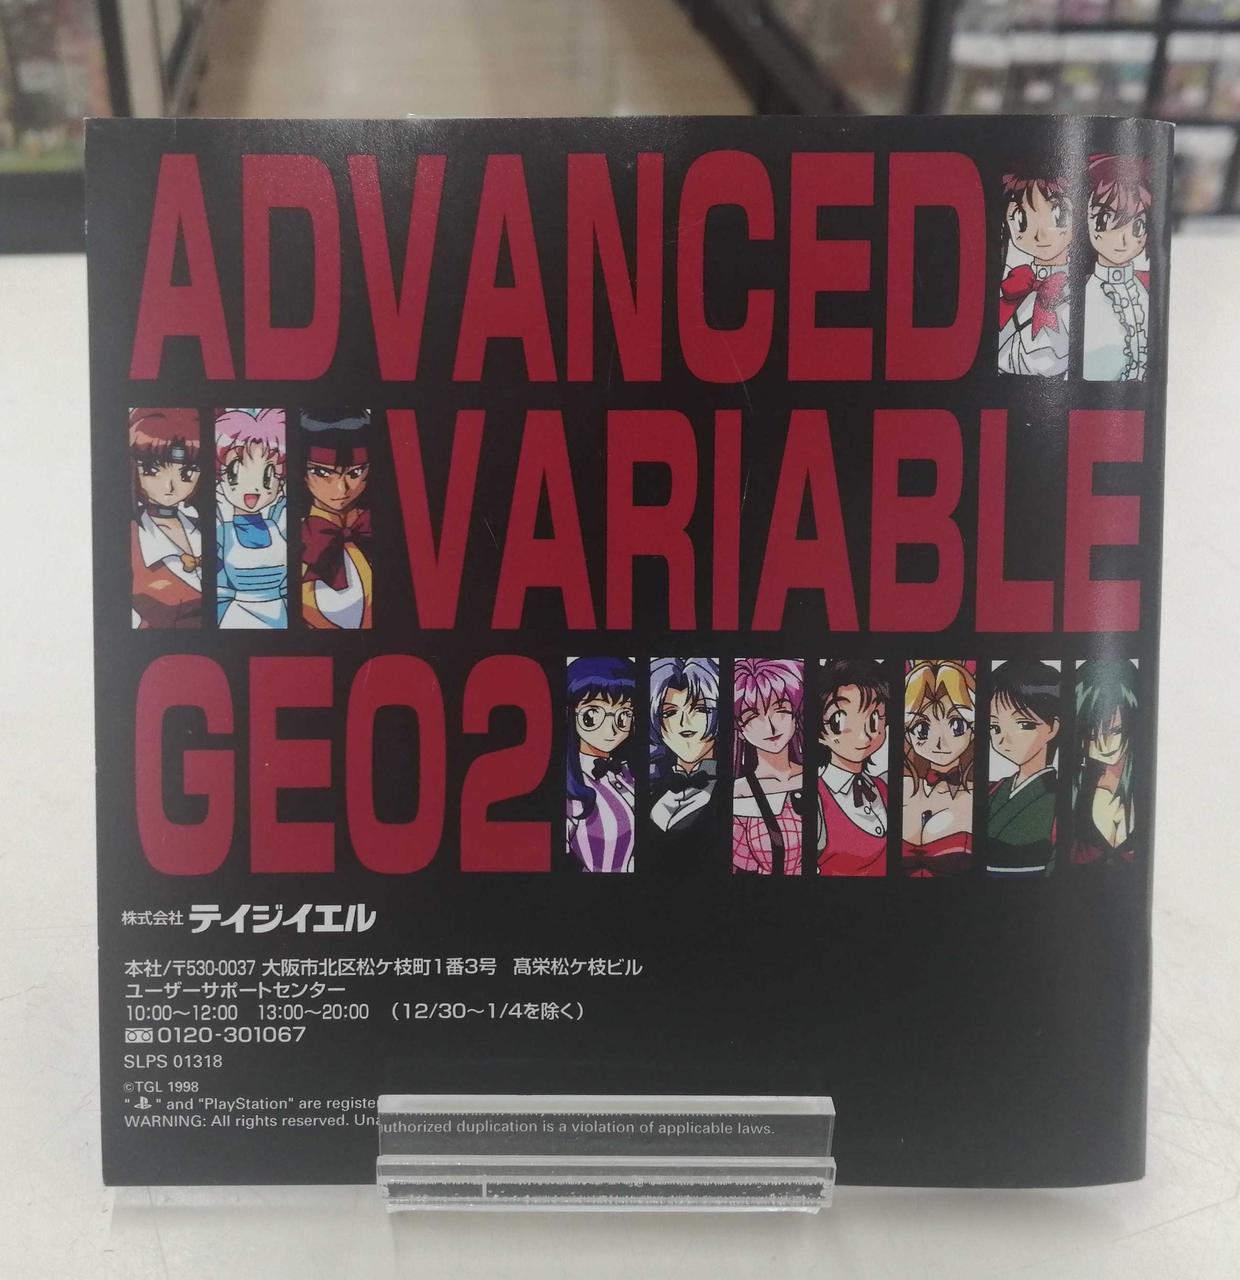 ADVANCED
VARIABLE
GEO2
株式会社 テイジイエル
本社/〒530-0037 大阪市北区松ケ枝町1番3号 髙栄松ケ枝ビル
ユーザーサポートセンター
10:00〜12:00 13:00〜20:00 (12/30〜1/4を除く)
0120-301067
SLPS 01318
©TGL 1998
" " and "PlayStation" are registe
WARNING: All rights reserved. Unauthorized duplication is a violation of applicable laws.